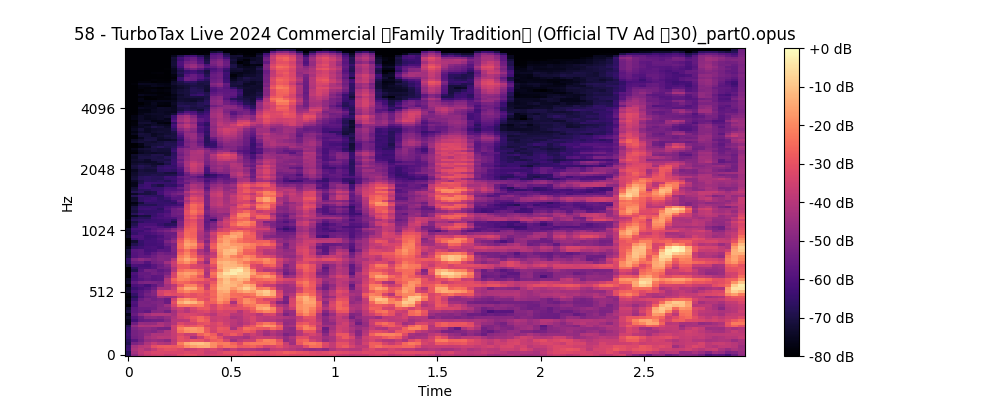 58 - TurboTax Live 2024 Commercial ▯Family Tradition▯ (Official TV Ad ▯30)_part0.opus
+0 dB
-10 dB
-20 dB
-30 dB
-40 dB
-50 dB
-60 dB
-70 dB
-80 dB
Hz
4096
2048
1024
512
0
0 0.5 1 1.5 2 2.5
Time